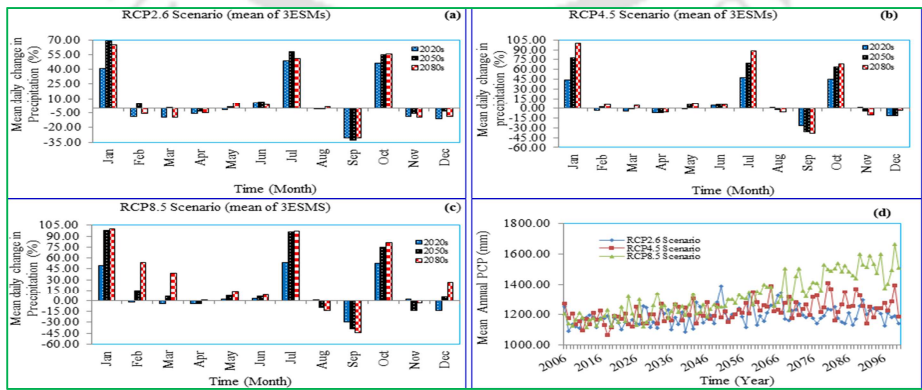 RCP2.6 Scenario (mean of 3ESMs) (a)
Mean daily change in Precipitation (%)
70.00
55.00
40.00
25.00
10.00
-5.00
-20.00
-35.00
2020s
2050s
2080s
Jan Feb Mar Apr May Jun Jul Aug Sep Oct Nov Dec
Time (Month)
RCP4.5 Scenario (mean of 3ESMs) (b)
Mean daily change in precipitation (%)
105.00
90.00
75.00
60.00
45.00
30.00
15.00
0.00
-15.00
-30.00
-45.00
-60.00
2020s
2050s
2080s
Jan Feb Mar Apr May Jun Jul Aug Sep Oct Nov Dec
Time (Month)
RCP8.5 Scenario (mean of 3ESMS) (c)
Mean daily change in Precipitation (%)
105.00
90.00
75.00
60.00
45.00
30.00
15.00
0.00
-15.00
-30.00
-45.00
-60.00
2020s
2050s
2080s
Jan Feb Mar Apr May Jun Jul Aug Sep Oct Nov Dec
Time (Month)
(d)
Mean Annual PCP (mm)
1800.00
1600.00
1400.00
1200.00
1000.00
RCP2.6 Scenario
RCP4.5 Scenario
RCP8.5 Scenario
2006 2016 2026 2036 2046 2056 2066 2076 2086 2096
Time (Year)